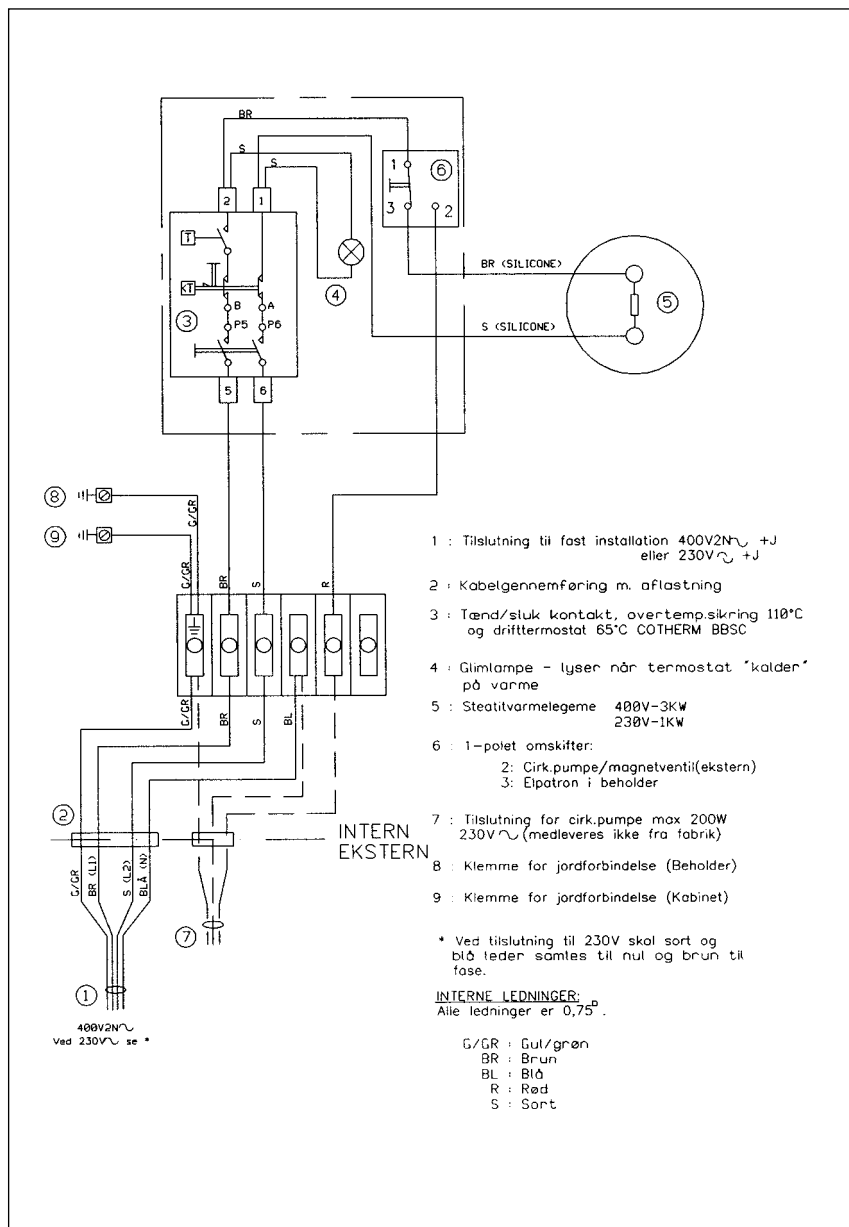 BR
S
S
2
1
1
6
3
2
T
<T
3
B
A
P5
P6
4
BR (SILICONE)
5
S (SILICONE)
5
6
8
9
G/GR
G/GR
BR
S
R
G/GR
BR
S
BL
2
INTERN
EKSTERN
G/GR
BR (L1)
S (L2)
BLÅ (N)
7
1
400V2N∿
Ved 230V∿ se *
1 : Tilslutning til fast installation 400V2N∿ +J
eller 230V∿ +J
2 : Kabelgennemføring m. aflastning
3 : Tænd/sluk kontakt, overtemp.sikring 110°C
og drifttermostat 65°C COTHERM BBSC
4 : Glimlampe - lyser når termostat "kalder"
på varme
5 : Steatitvarmelegeme 400V-3KW
230V-1KW
6 : 1-polet omskifter:
2: Cirk.pumpe/magnetventil(ekstern)
3: Elpatron i beholder
7 : Tilslutning for cirk.pumpe max 200W
230V∿(medleveres ikke fra fabrik)
8 : Klemme for jordforbindelse (Beholder)
9 : Klemme for jordforbindelse (Kabinet)
* Ved tilslutning til 230V skal sort og
blå leder samles til nul og brun til
fase.
INTERNE LEDNINGER:
Alle ledninger er 0,75▫.
G/GR : Gul/grøn
BR : Brun
BL : Blå
R : Rød
S : Sort